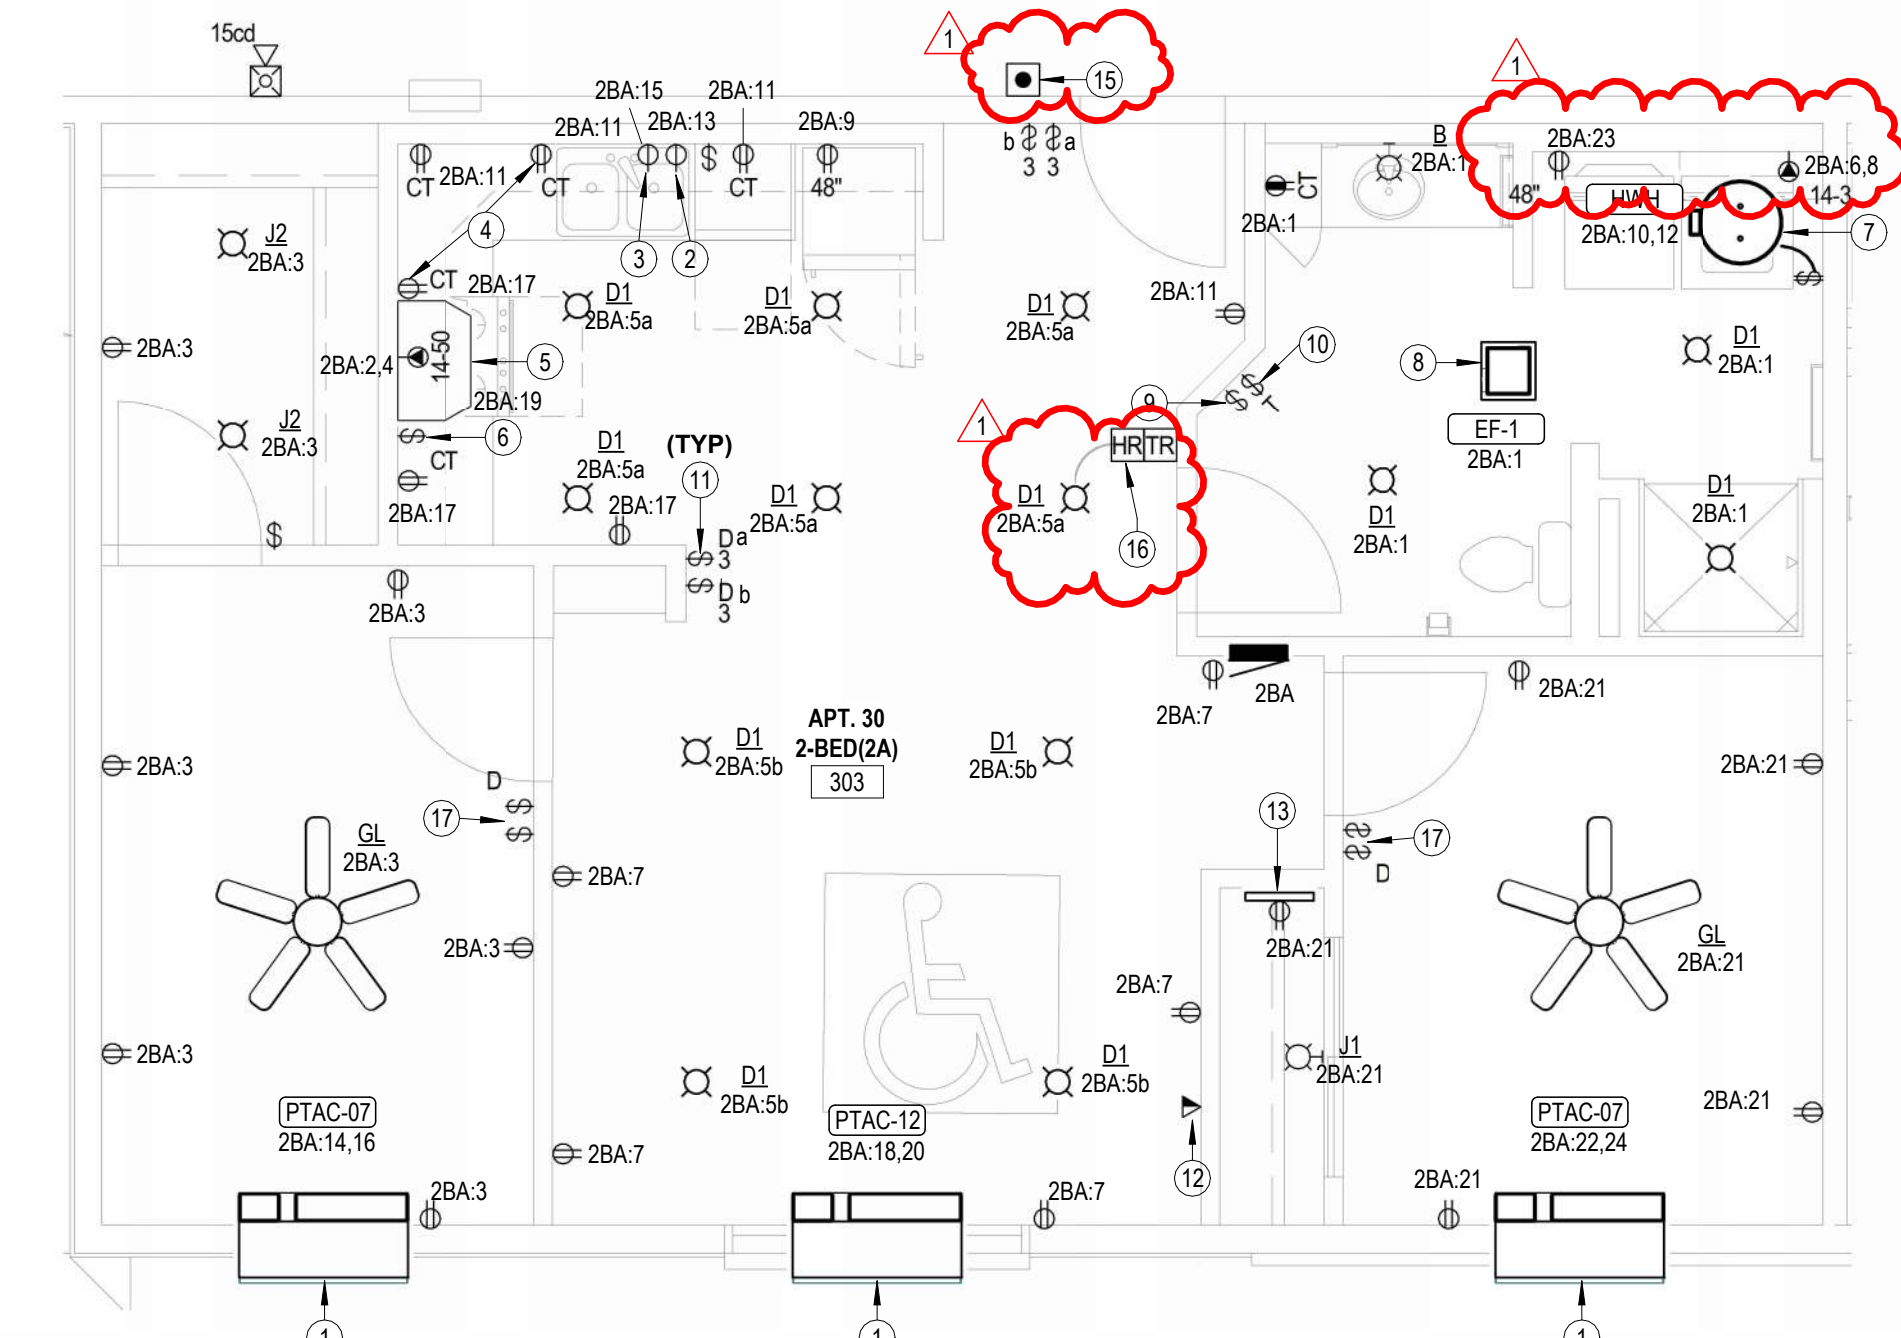 15cd
1
15
1
2BA:15
2BA:11
2BA:11
2BA:13
2BA:9
b
a
3
3
B
2BA:1
2BA:23
2BA:6,8
14-3
48"
HWH
2BA:10,12
7
CT
2BA:11
CT
CT
48"
CT
2BA:1
4
3
2
J2
2BA:3
CT
2BA:17
D1
2BA:5a
D1
2BA:5a
D1
2BA:5a
2BA:11
10
2BA:3
2BA:2,4
14-50
5
2BA:19
8
D1
2BA:1
9
T
1
J2
2BA:3
6
CT
2BA:17
D1
2BA:5a
(TYP)
11
2BA:17
D1
2BA:5a
HR
TR
D1
2BA:5a
16
EF-1
2BA:1
D1
2BA:1
D1
2BA:1
D a
3
D b
3
2BA:3
2BA:7
2BA
2BA:21
APT. 30
2-BED(2A)
303
D1
2BA:5b
D1
2BA:5b
2BA:3
2BA:21
D
17
13
17
D
GL
2BA:3
2BA:7
2BA:3
2BA:21
GL
2BA:21
2BA:7
2BA:3
D1
2BA:5b
D1
2BA:5b
J1
2BA:21
PTAC-07
2BA:14,16
PTAC-12
2BA:18,20
PTAC-07
2BA:22,24
2BA:21
2BA:7
12
2BA:3
2BA:7
2BA:21
1
1
1